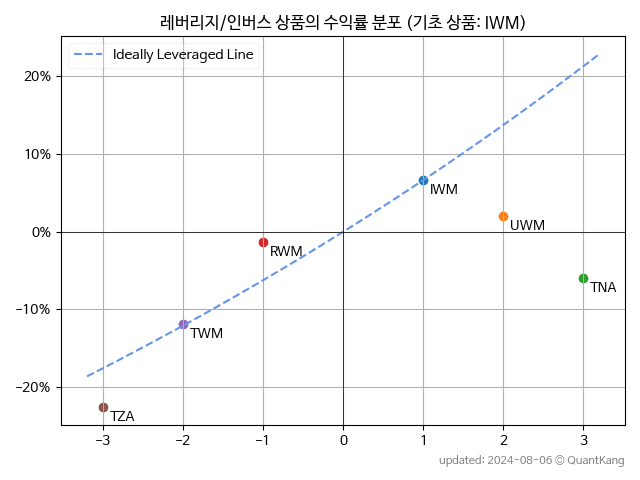 레버리지/인버스 상품의 수익률 분포 (기초 상품: IWM)
Ideally Leveraged Line
20%
10%
0%
−10%
−20%
IWM
UWM
RWM
TNA
TWM
TZA
−3 −2 −1 0 1 2 3
updated: 2024-08-06 © QuantKang